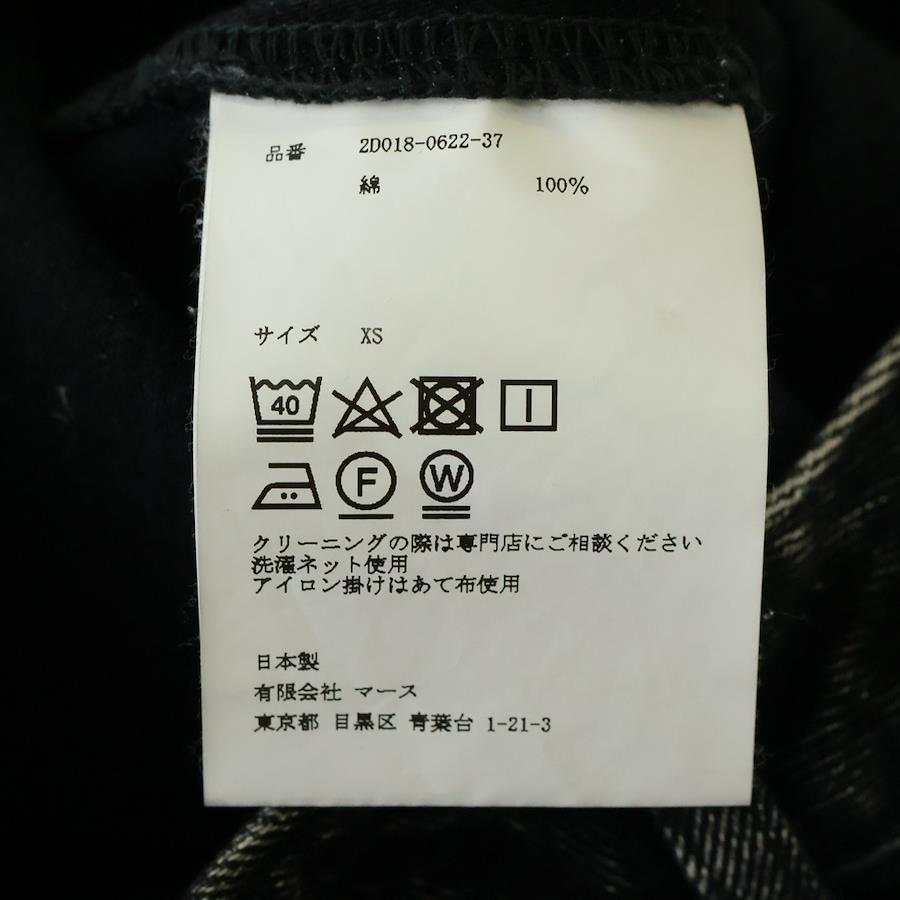 品番 2D018-0622-37
綿 100%
サイズ XS
40
F W
クリーニングの際は専門店にご相談ください
洗濯ネット使用
アイロン掛けはあて布使用
日本製
有限会社 マース
東京都 目黒区 青葉台 1-21-3